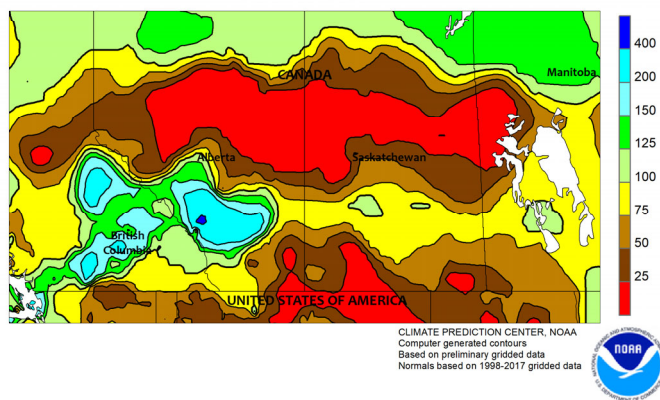 CANADA
Manitoba
Alberta
Saskatchewan
British
Columbia
UNITED STATES OF AMERICA
400
200
150
125
100
75
50
25
CLIMATE PREDICTION CENTER, NOAA
Computer generated contours
Based on preliminary gridded data
Normals based on 1998-2017 gridded data
NOAA